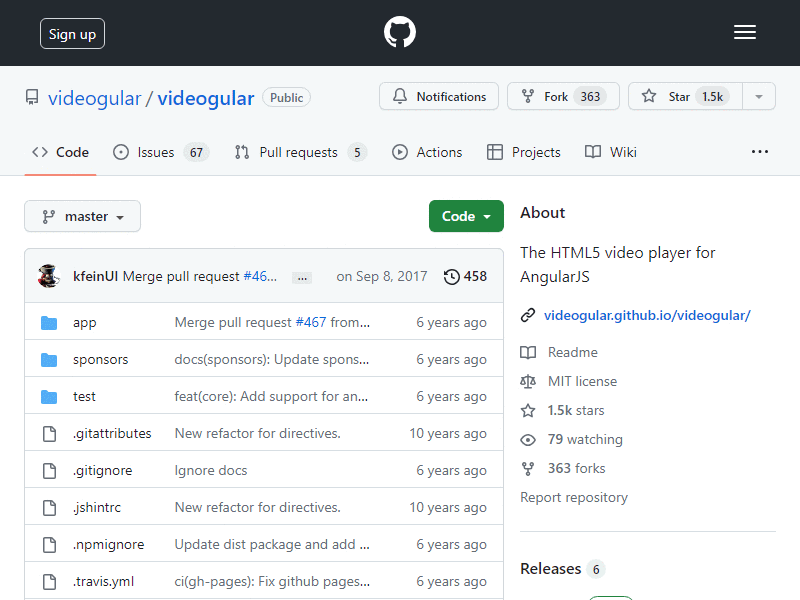 Sign up
videogular / videogular Public
Notifications Fork 363 Star 1.5k
Code Issues 67 Pull requests 5 Actions Projects Wiki ...
master Code
About
The HTML5 video player for
AngularJS
videogular.github.io/videogular/
Readme
MIT license
1.5k stars
79 watching
363 forks
Report repository
Releases 6
kfeinUI Merge pull request #46... ... on Sep 8, 2017 458
app Merge pull request #467 from... 6 years ago
sponsors docs(sponsors): Update spons... 6 years ago
test feat(core): Add support for an... 6 years ago
.gitattributes New refactor for directives. 10 years ago
.gitignore Ignore docs 6 years ago
.jshintrc New refactor for directives. 10 years ago
.npmignore Update dist package and add ... 6 years ago
.travis.yml ci(gh-pages): Fix github pages... 6 years ago